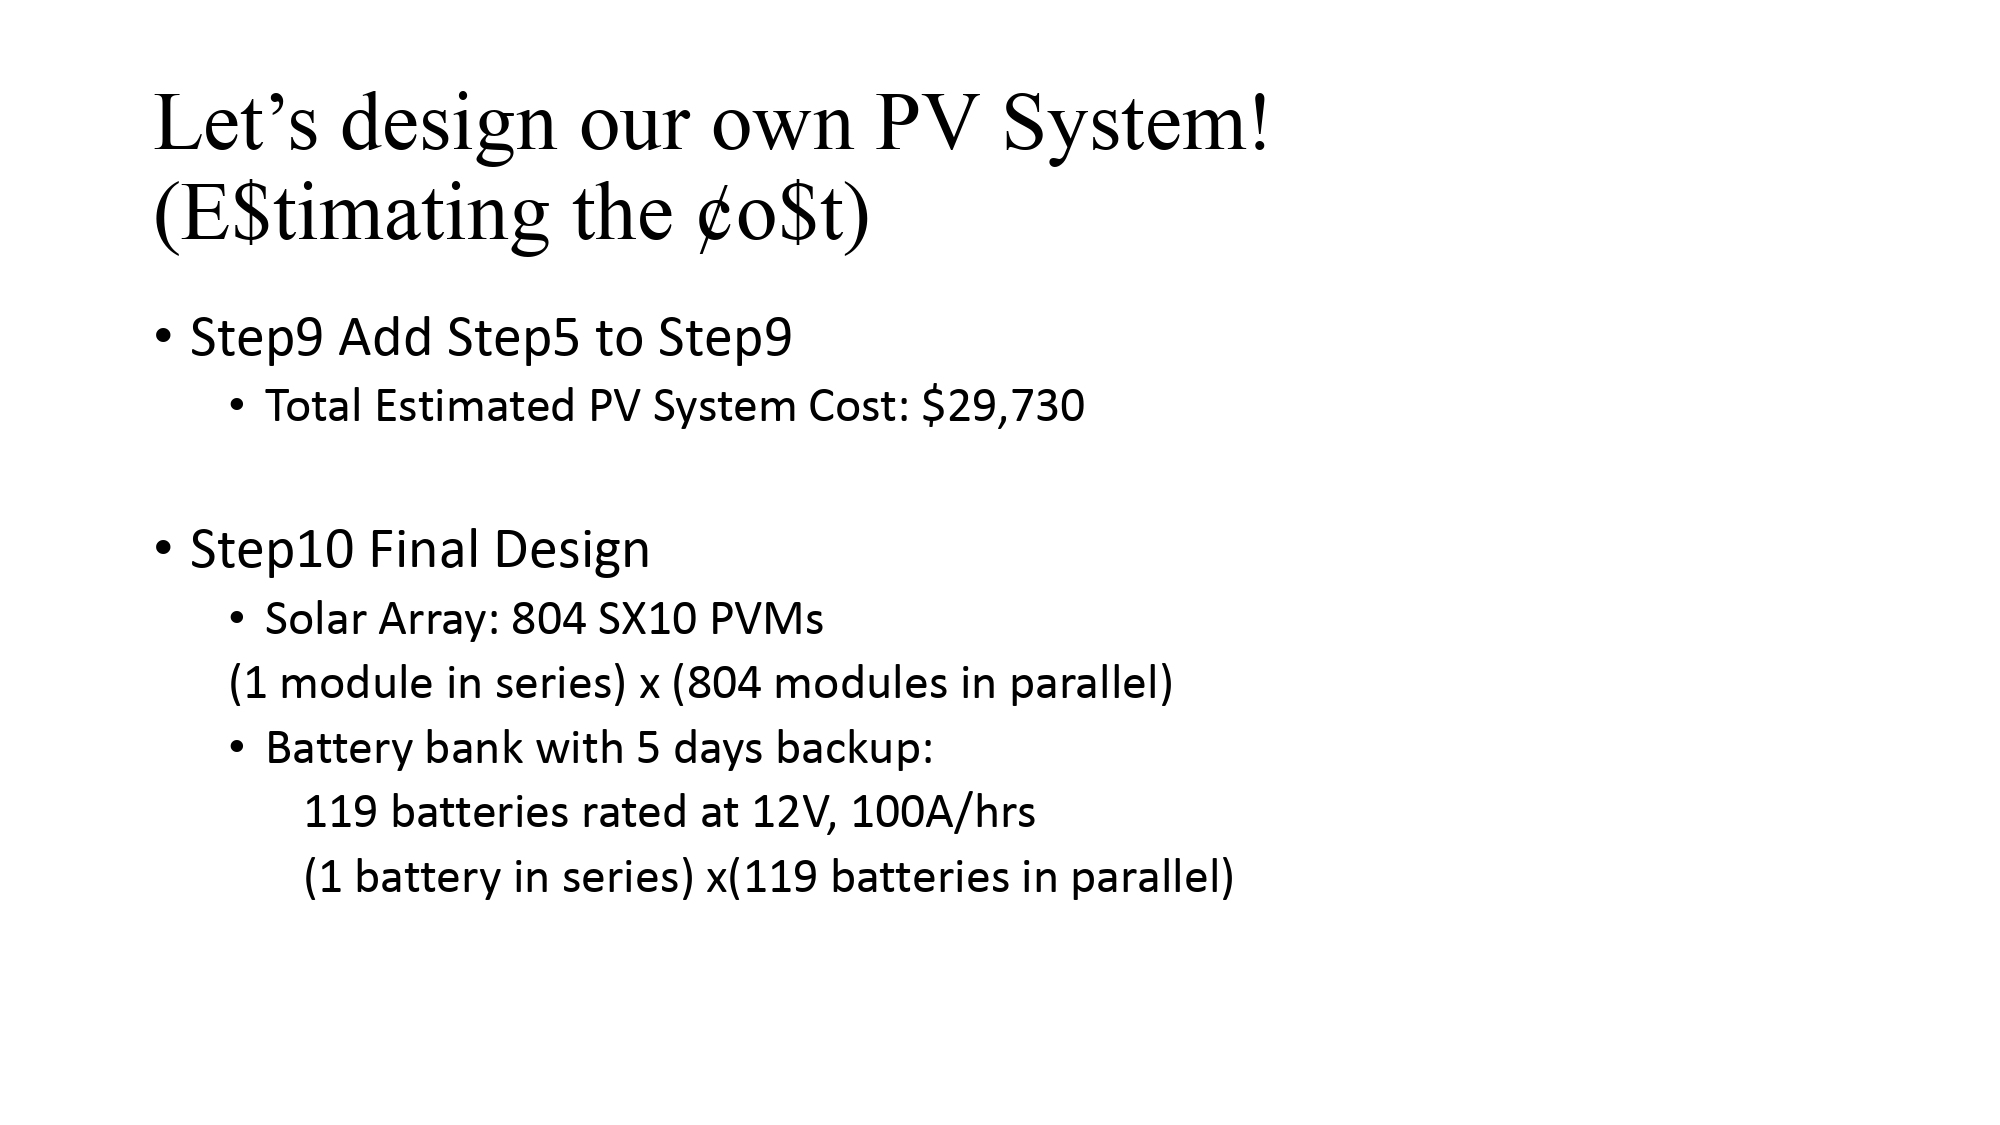 Let’s design our own PV System!
(E$timating the ¢o$t)
• Step9 Add Step5 to Step9
• Total Estimated PV System Cost: $29,730
• Step10 Final Design
• Solar Array: 804 SX10 PVMs
(1 module in series) x (804 modules in parallel)
• Battery bank with 5 days backup:
119 batteries rated at 12V, 100A/hrs
(1 battery in series) x(119 batteries in parallel)